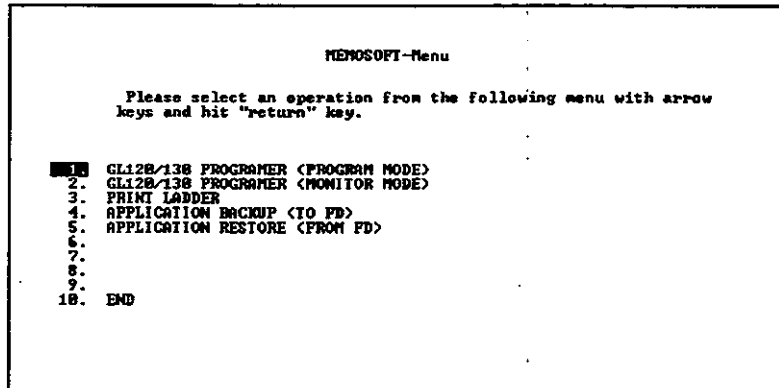 MEMOSOFT-Menu
Please select an operation from the following menu with arrow
keys and hit "return" key.
1. GL120/130 PROGRAMER <PROGRAM MODE>
2. GL120/130 PROGRAMER <MONITOR MODE>
3. PRINT LADDER
4. APPLICATION BACKUP <TO FD>
5. APPLICATION RESTORE <FROM FD>
6.
7.
8.
9.
10. END